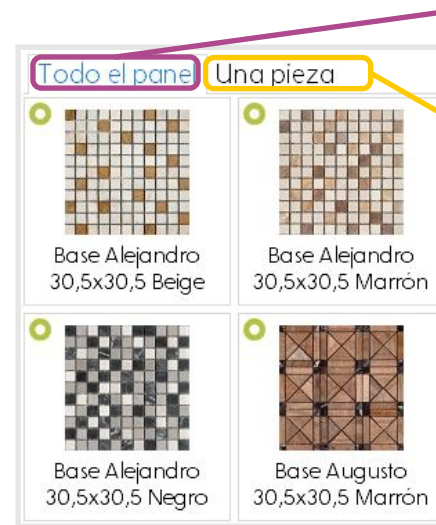 Todo el panel Una pieza
Base Alejandro
30,5x30,5 Beige
Base Alejandro
30,5x30,5 Marrón
Base Alejandro
30,5x30,5 Negro
Base Augusto
30,5x30,5 Marrón